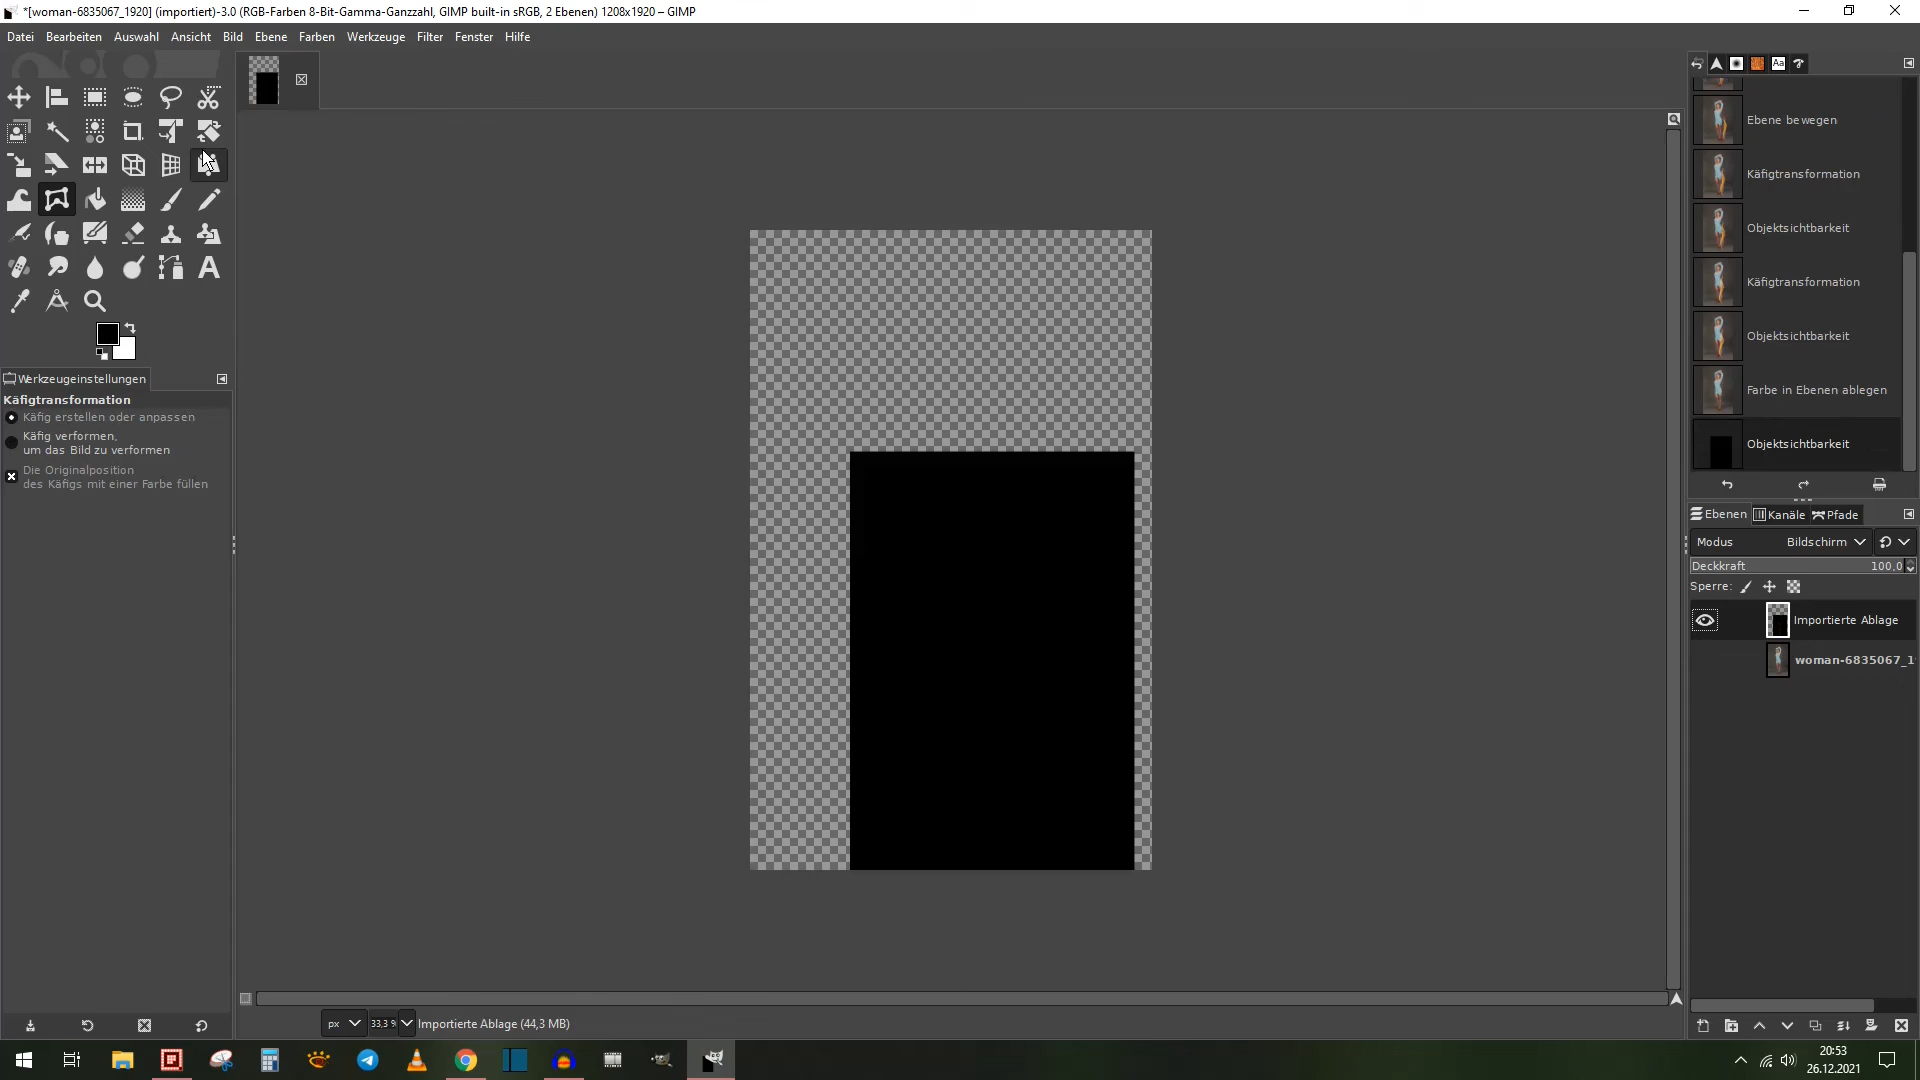 *[woman-6835067_1920] (importiert)-3.0 (RGB-Farben 8-Bit-Gamma-Ganzzahl, GIMP built-in sRGB, 2 Ebenen) 1208x1920 – GIMP
Datei Bearbeiten Auswahl Ansicht Bild Ebene Farben Werkzeuge Filter Fenster Hilfe
Aa
Ebene bewegen
Käfigtransformation
Objektsichtbarkeit
Käfigtransformation
Objektsichtbarkeit
Farbe in Ebenen ablegen
Objektsichtbarkeit
A
Werkzeugeinstellungen
Käfigtransformation
Käfig erstellen oder anpassen
Käfig verformen,
um das Bild zu verformen
Die Originalposition
des Käfigs mit einer Farbe füllen
Ebenen Kanäle Pfade
Modus Bildschirm
Deckkraft 100,0
Sperre:
Importierte Ablage
woman-6835067_1
px 33,3 % Importierte Ablage (44,3 MB)
20:53
26.12.2021